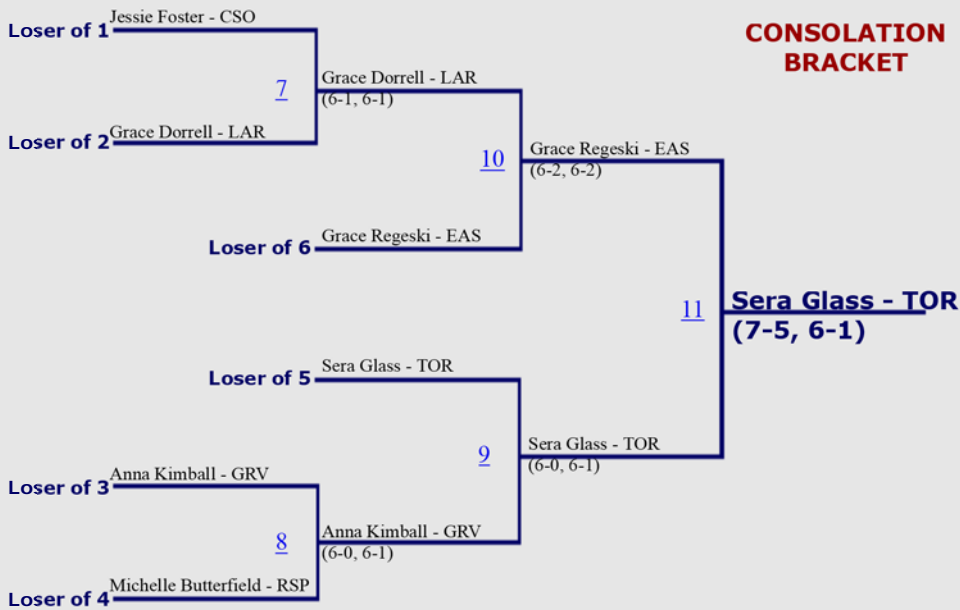 Jessie Foster - CSO
Loser of 1
CONSOLATION
BRACKET
7
Grace Dorrell - LAR
(6-1, 6-1)
Grace Dorrell - LAR
Loser of 2
10
Grace Regeski - EAS
(6-2, 6-2)
Grace Regeski - EAS
Loser of 6
11
Sera Glass - TOR
(7-5, 6-1)
Sera Glass - TOR
Loser of 5
9
Sera Glass - TOR
(6-0, 6-1)
Anna Kimball - GRV
Loser of 3
8
Anna Kimball - GRV
(6-0, 6-1)
Michelle Butterfield - RSP
Loser of 4